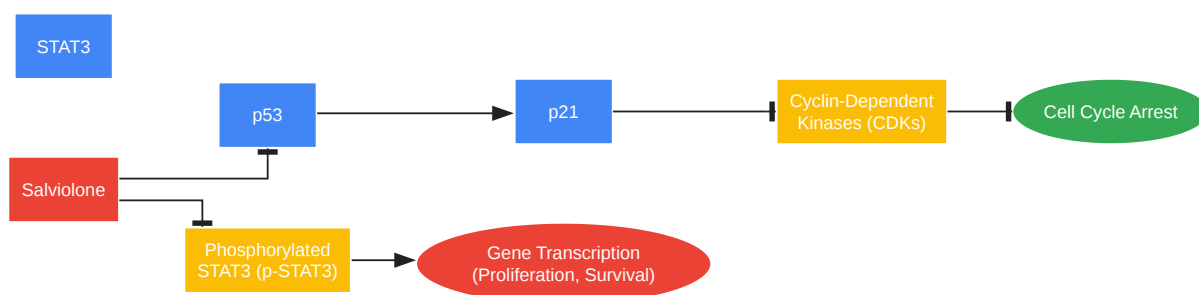 STAT3
p53
p21
Cyclin-Dependent
Kinases (CDKs)
Cell Cycle Arrest
Salviolone
Phosphorylated
STAT3 (p-STAT3)
Gene Transcription
(Proliferation, Survival)